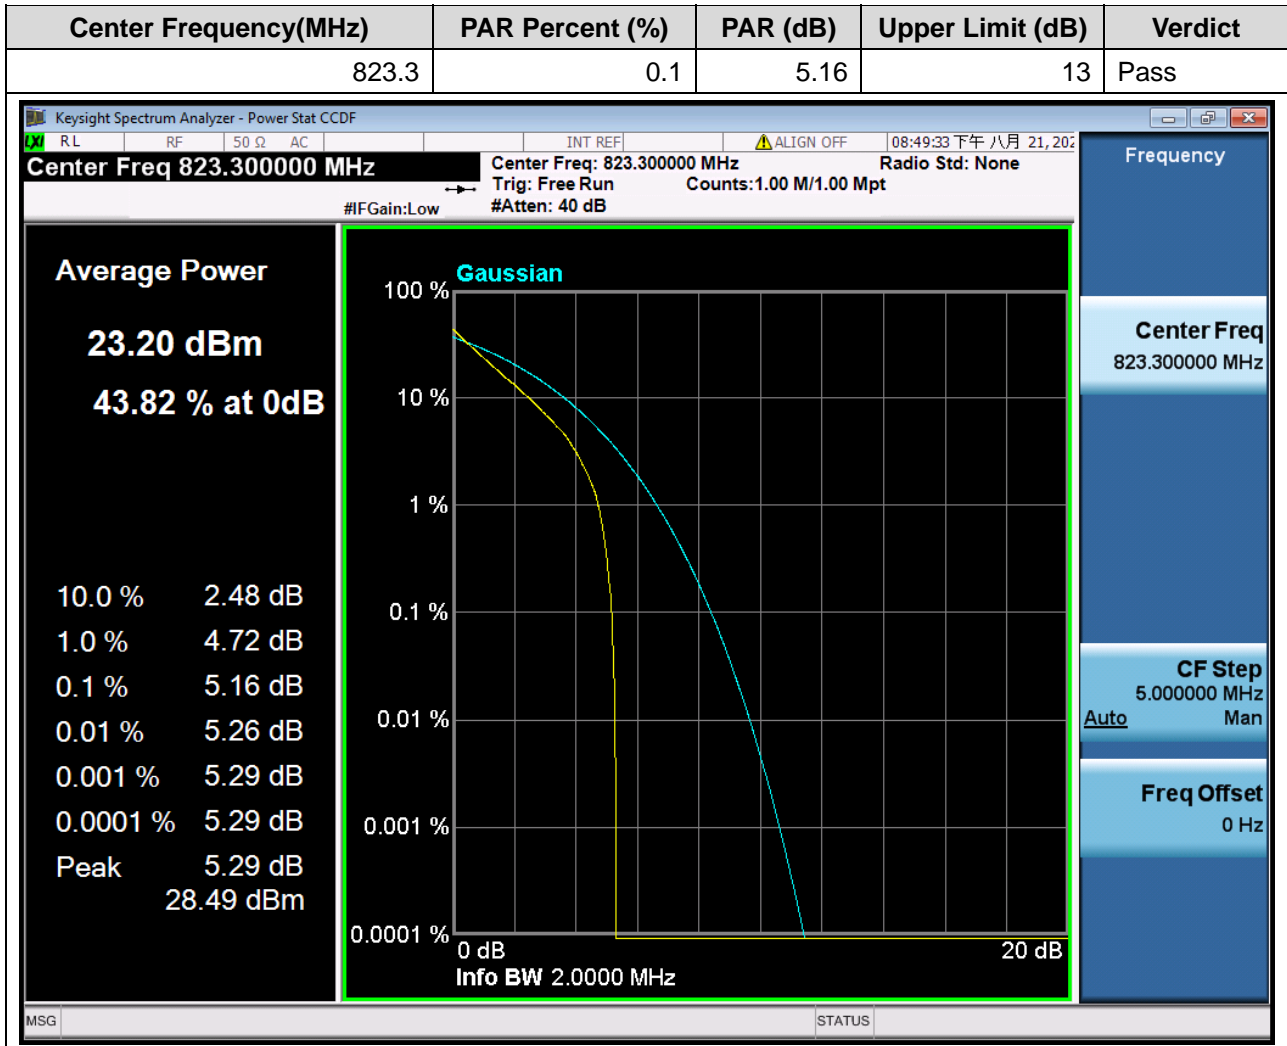 Center Frequency(MHz) PAR Percent (%) PAR (dB) Upper Limit (dB) Verdict
823.3 0.1 5.16 13 Pass
Keysight Spectrum Analyzer - Power Stat CCDF
LXI RL RF 50 Ω AC INT REF ALIGN OFF 08:49:33 下午 八月 21, 202
Center Freq 823.300000 MHz
Center Freq: 823.300000 MHz Radio Std: None
Trig: Free Run Counts:1.00 M/1.00 Mpt
#IFGain:Low #Atten: 40 dB
Frequency
Average Power
23.20 dBm
43.82 % at 0dB
10.0 % 2.48 dB
1.0 % 4.72 dB
0.1 % 5.16 dB
0.01 % 5.26 dB
0.001 % 5.29 dB
0.0001 % 5.29 dB
Peak 5.29 dB
28.49 dBm
Gaussian
100 %
10 %
1 %
0.1 %
0.01 %
0.001 %
0.0001 %
0 dB 20 dB
Info BW 2.0000 MHz
Center Freq
823.300000 MHz
CF Step
5.000000 MHz
Auto Man
Freq Offset
0 Hz
MSG STATUS